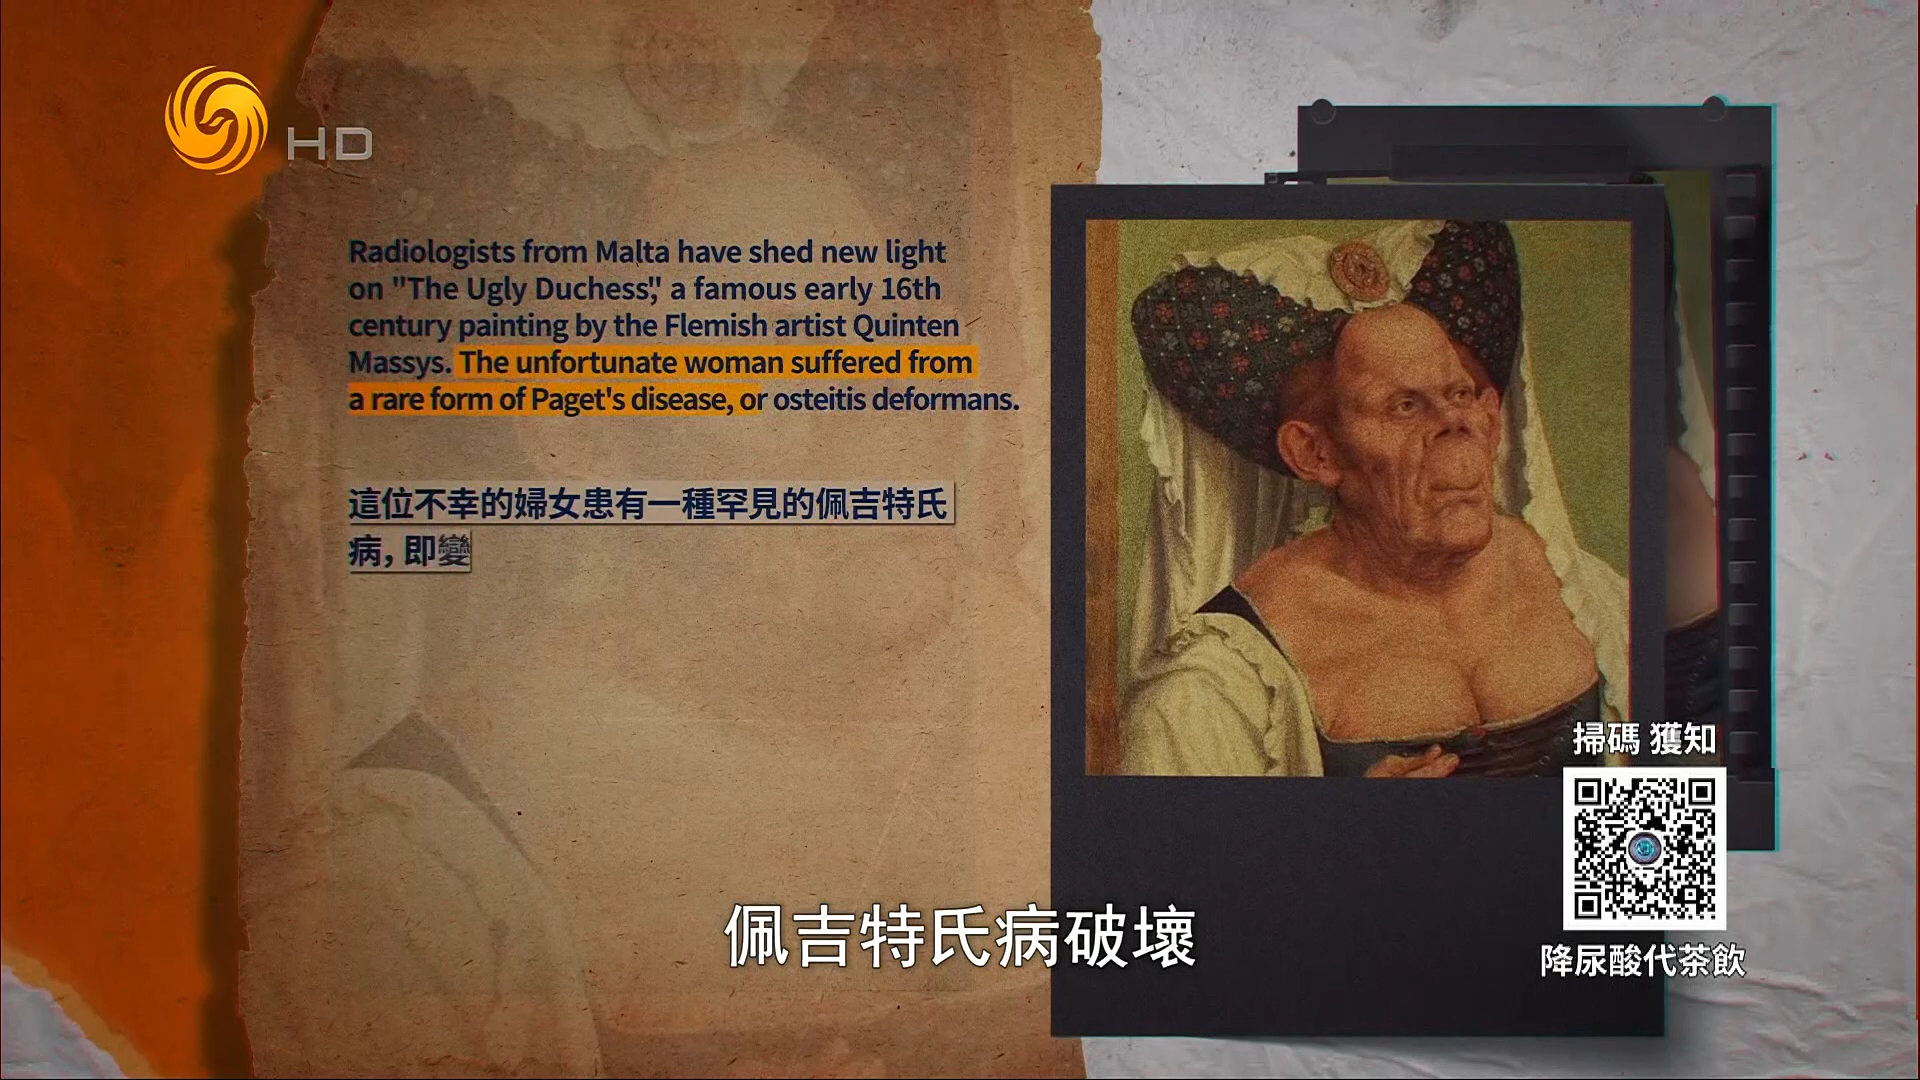 HD
Radiologists from Malta have shed new light
on "The Ugly Duchess," a famous early 16th
century painting by the Flemish artist Quinten
Massys. The unfortunate woman suffered from
a rare form of Paget's disease, or osteitis deformans.
這位不幸的婦女患有一種罕見的佩吉特氏
病，即變
掃碼 獲知
降尿酸代茶飲
佩吉特氏病破壞